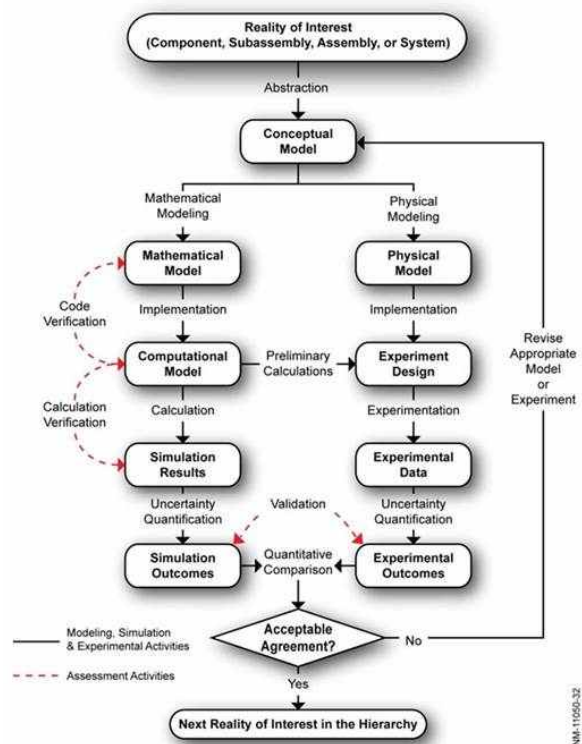 Reality of Interest
(Component, Subassembly, Assembly, or System)
Abstraction
Conceptual
Model
Mathematical
Modeling
Physical
Modeling
Mathematical
Model
Physical
Model
Code
Verification
Implementation
Implementation
Revise
Appropriate
Model
or
Experiment
Computational
Model
Preliminary
Calculations
Experiment
Design
Calculation
Verification
Calculation
Experimentation
Simulation
Results
Experimental
Data
Uncertainty
Quantification
Validation
Uncertainty
Quantification
Simulation
Outcomes
Quantitative
Comparison
Experimental
Outcomes
Acceptable
Agreement?
No
Modeling, Simulation
& Experimental Activities
Assessment Activities
Yes
Next Reality of Interest in the Hierarchy
NM-11050-32